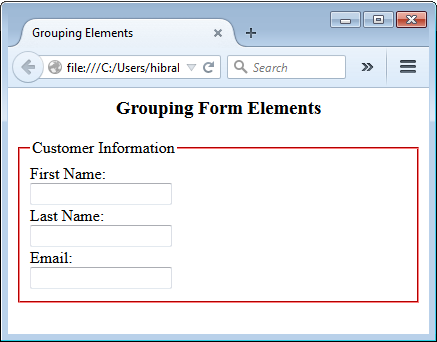 Grouping Elements
file:///C:/Users/hibral
Search
Grouping Form Elements
Customer Information
First Name:
Last Name:
Email: